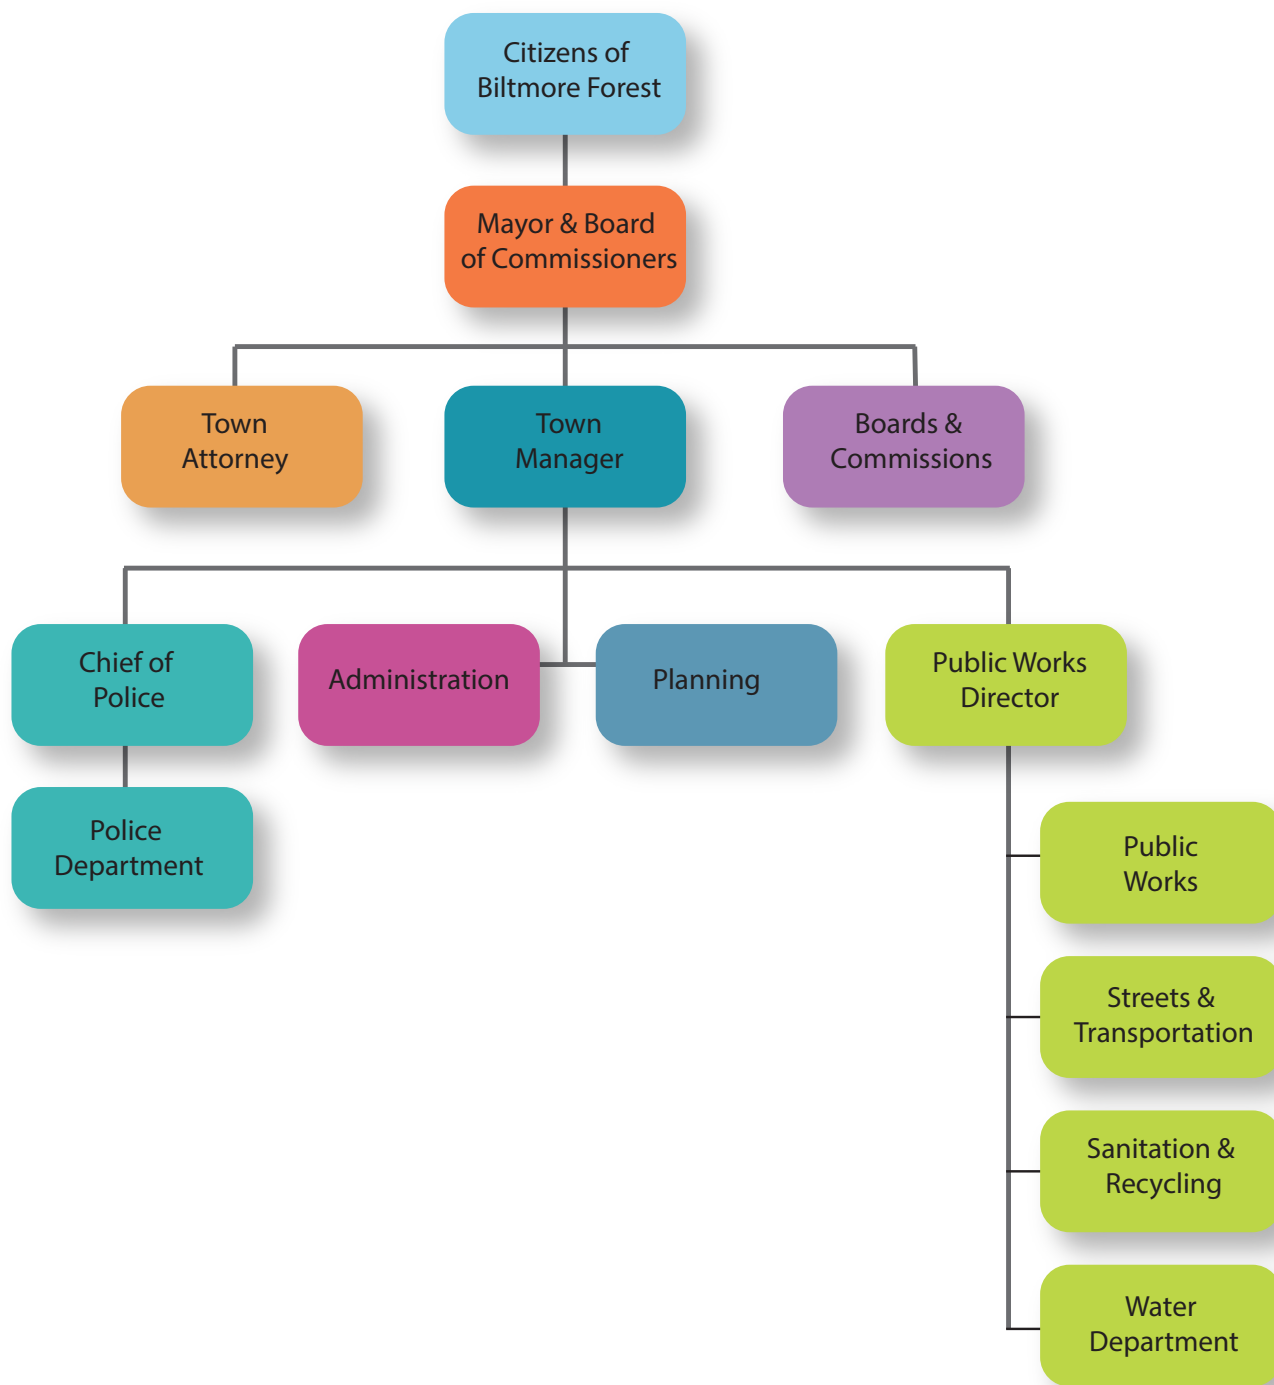 Citizens of
Biltmore Forest
Mayor & Board
of Commissioners
Town
Attorney
Town
Manager
Boards &
Commissions
Chief of
Police
Administration
Planning
Public Works
Director
Police
Department
Public
Works
Streets &
Transportation
Sanitation &
Recycling
Water
Department